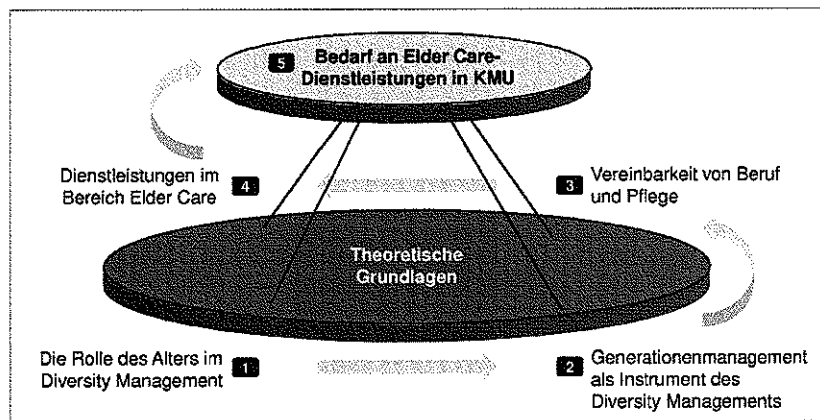 5 Bedarf an Elder Care-
Dienstleistungen in KMU
Dienstleistungen im
Bereich Elder Care 4
3 Vereinbarkeit von Beruf
und Pflege
Theoretische
Grundlagen
Die Rolle des Alters im
Diversity Management 1
2 Generationenmanagement
als Instrument des
Diversity Managements